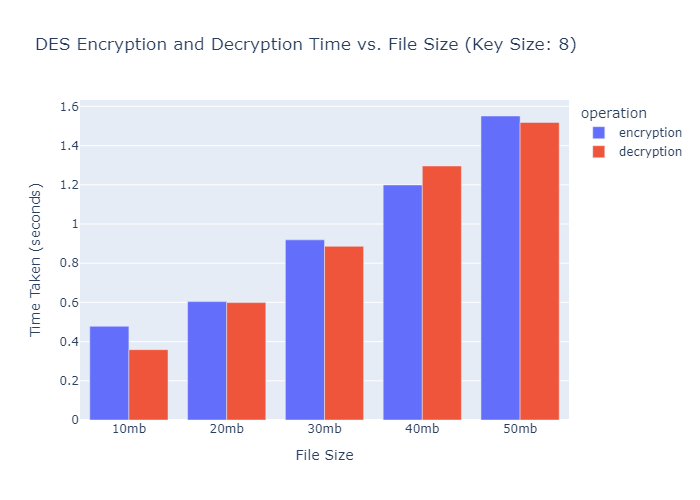 DES Encryption and Decryption Time vs. File Size (Key Size: 8)
operation
encryption
decryption
Time Taken (seconds)
1.6
1.4
1.2
1
0.8
0.6
0.4
0.2
0
10mb 20mb 30mb 40mb 50mb
File Size